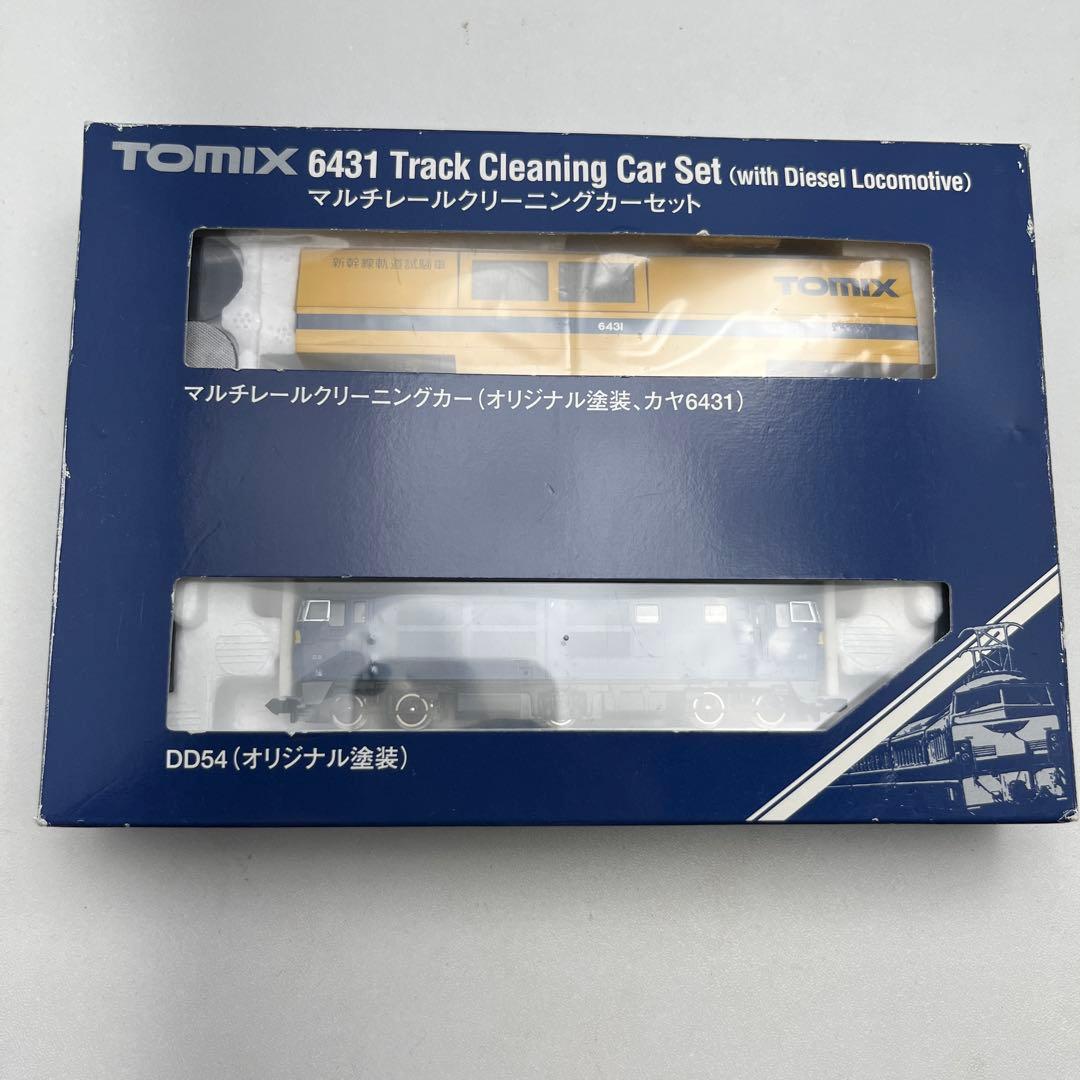 TOMIX 6431 Track Cleaning Car Set (with Diesel Locomotive)
マルチレールクリーニングカーセット
新幹線軌道試験車
TOMIX
6431
マルチレールクリーニングカー(オリジナル塗装、カヤ6431)
DD54(オリジナル塗装)